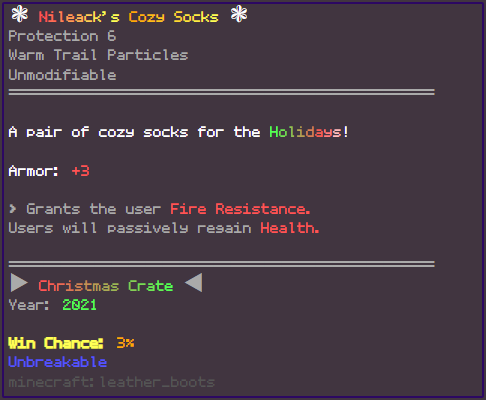 ❃ Nileack's Cozy Socks ❃
Protection 6
Warm Trail Particles
Unmodifiable
A pair of cozy socks for the Holidays!
Armor: +3
> Grants the user Fire Resistance.
Users will passively regain Health.
▶ Christmas Crate ◀
Year: 2021
Win Chance: 3%
Unbreakable
minecraft:leather_boots